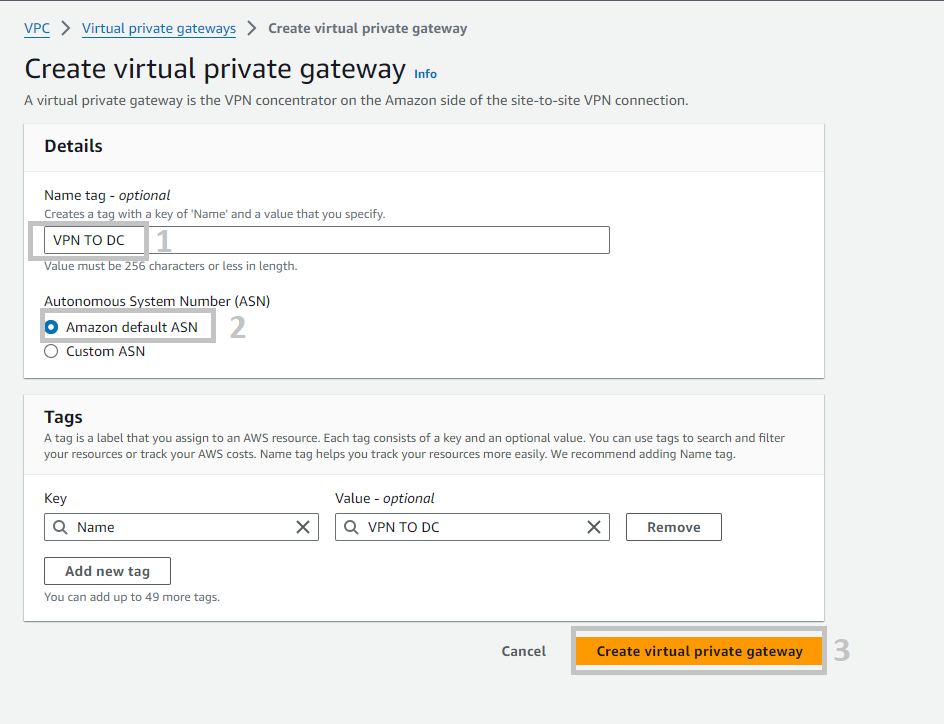 VPC > Virtual private gateways > Create virtual private gateway
Create virtual private gateway Info
A virtual private gateway is the VPN concentrator on the Amazon side of the site-to-site VPN connection.
Details
Name tag - optional
Creates a tag with a key of 'Name' and a value that you specify.
VPN TO DC 1
Value must be 256 characters or less in length.
Autonomous System Number (ASN)
Amazon default ASN 2
Custom ASN
Tags
A tag is a label that you assign to an AWS resource. Each tag consists of a key and an optional value. You can use tags to search and filter
your resources or track your AWS costs. Name tag helps you track your resources more easily. We recommend adding Name tag.
Key Value - optional
Name VPN TO DC Remove
Add new tag
You can add up to 49 more tags.
Cancel Create virtual private gateway 3